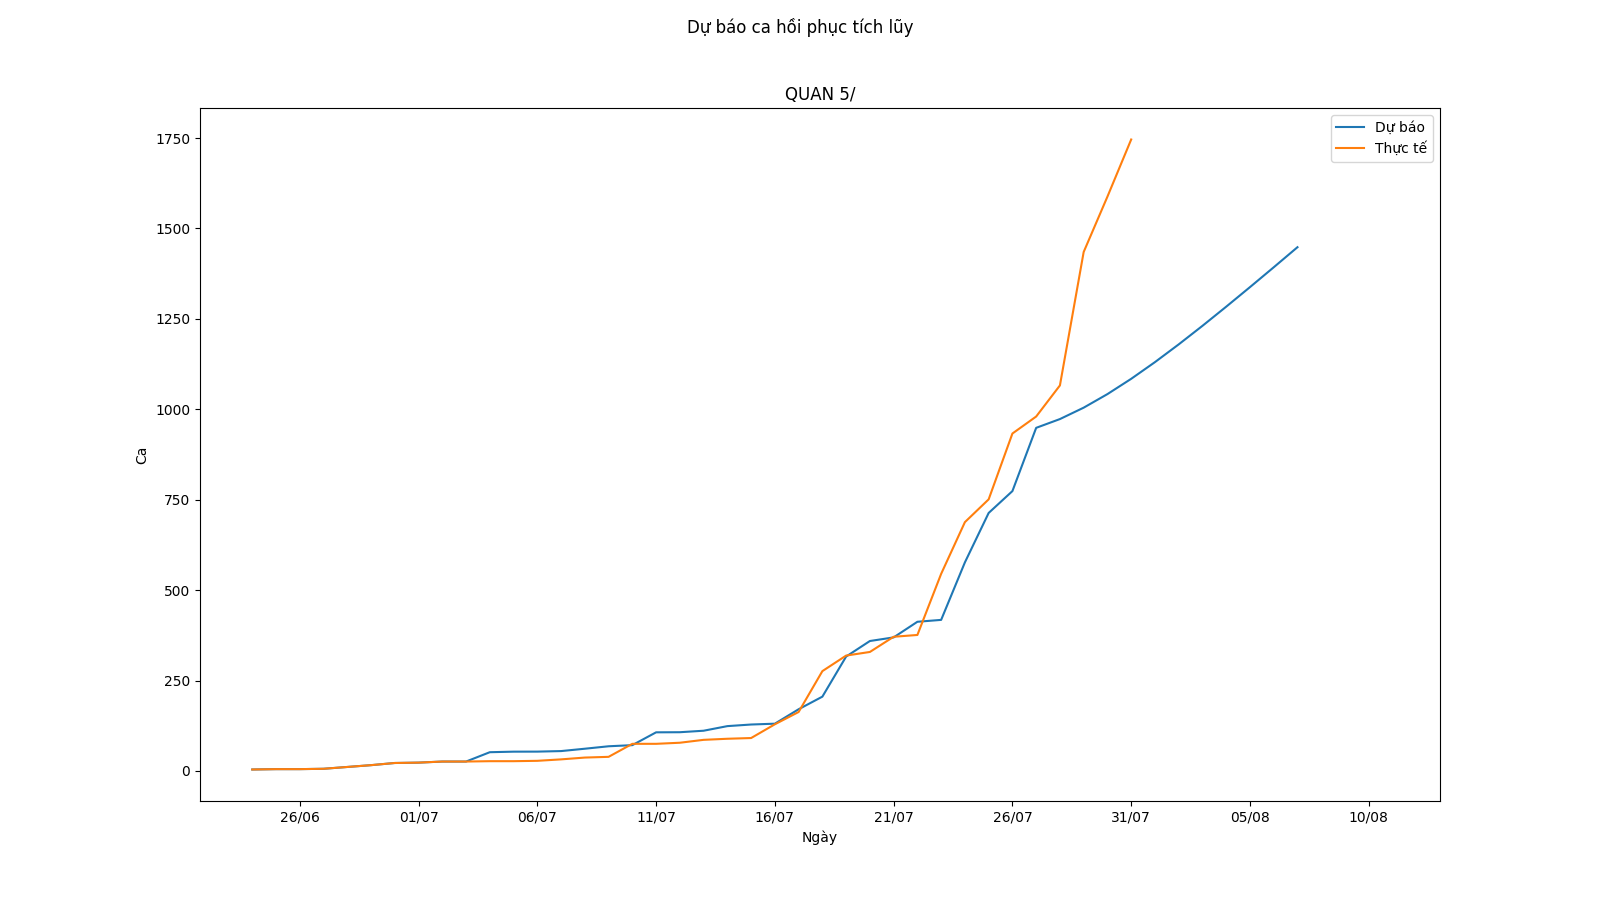 Dự báo ca hồi phục tích lũy
QUAN 5/
Dự báo
Thực tế
1750
1500
1250
1000
750
500
250
0
Ca
26/06 01/07 06/07 11/07 16/07 21/07 26/07 31/07 05/08 10/08
Ngày